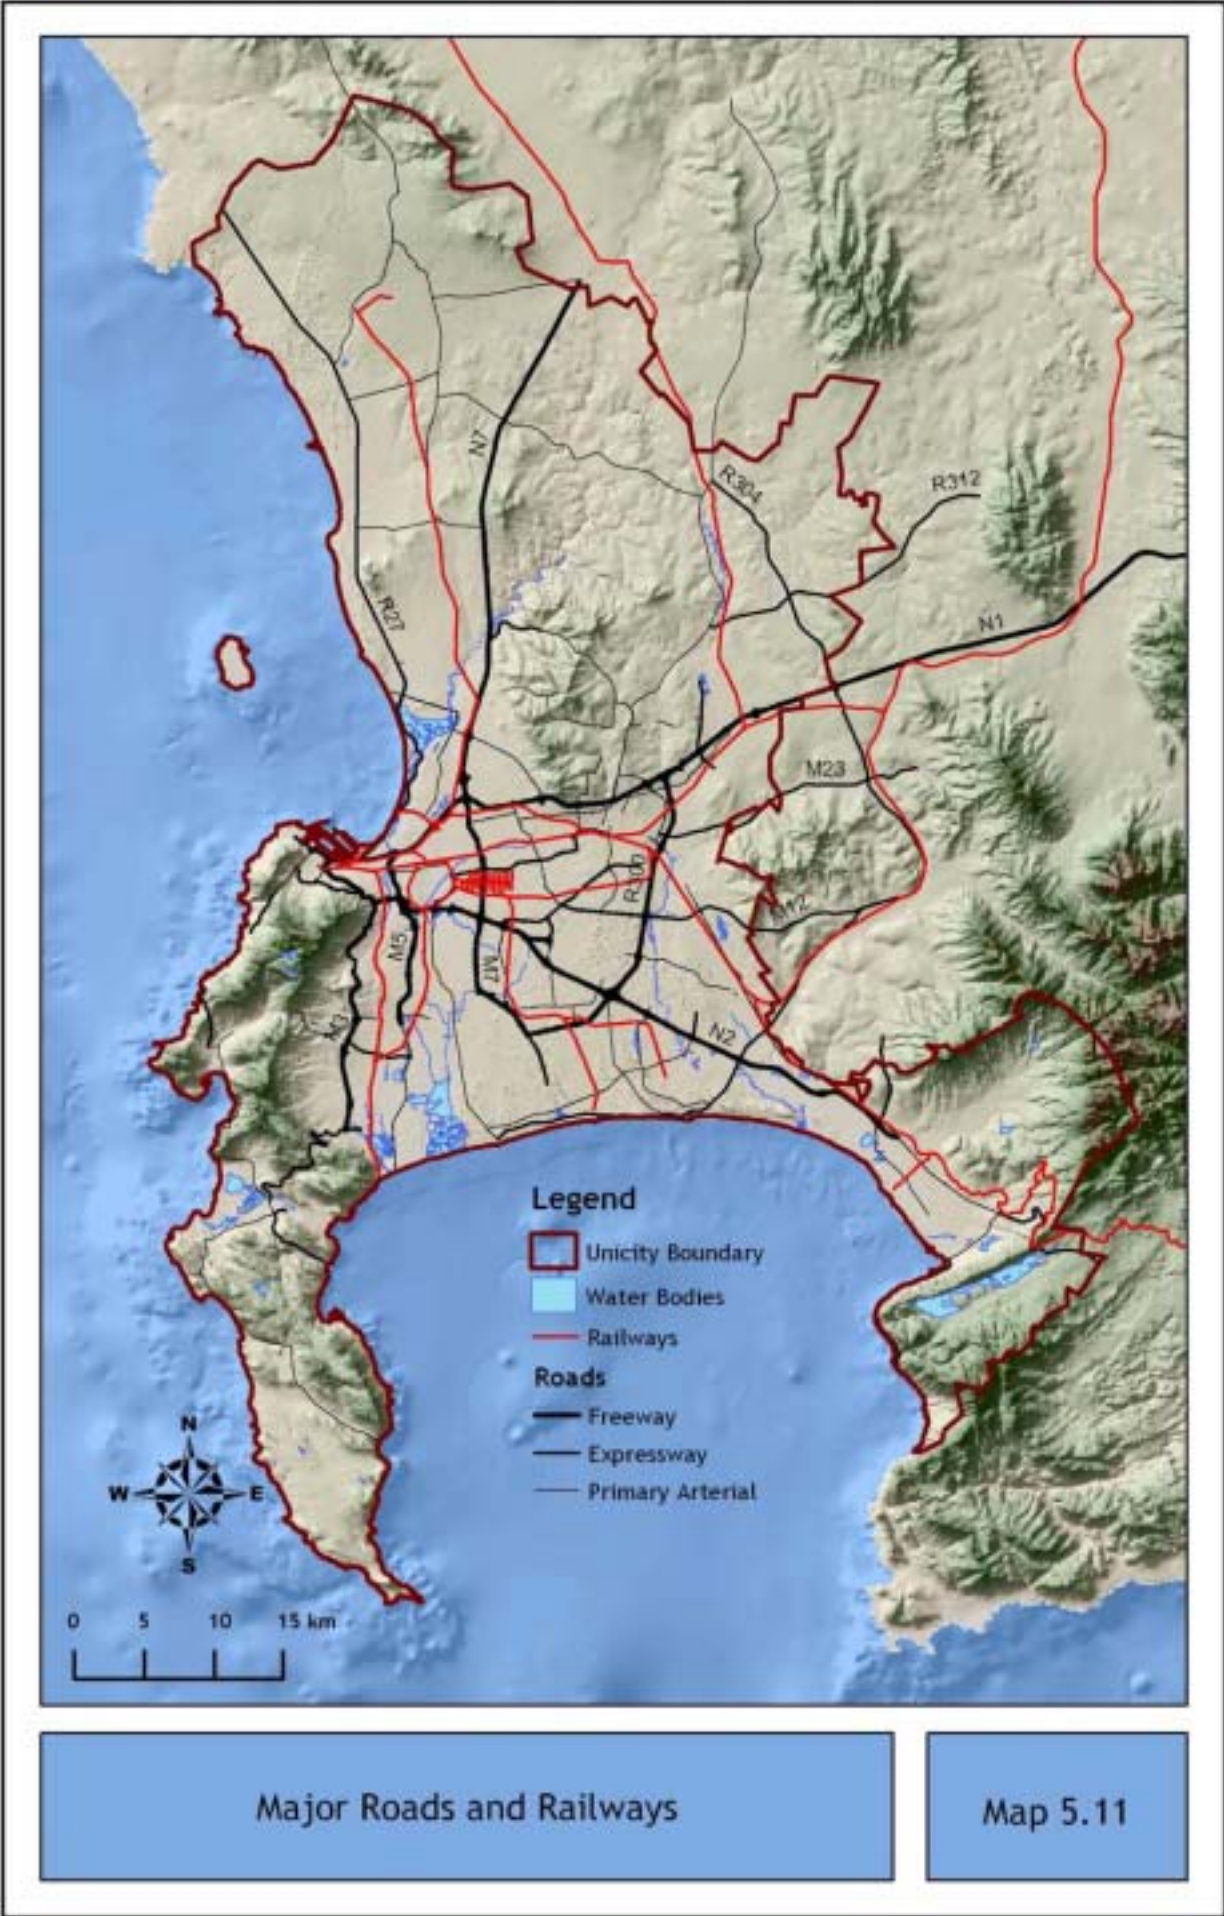 N7
R304
R312
R27
N1
M23
R300
M12
M5
M7
M3
N2
Legend
Unicity Boundary
Water Bodies
Railways
Roads
Freeway
Expressway
Primary Arterial
N
W E
S
0 5 10 15 km
Major Roads and Railways
Map 5.11